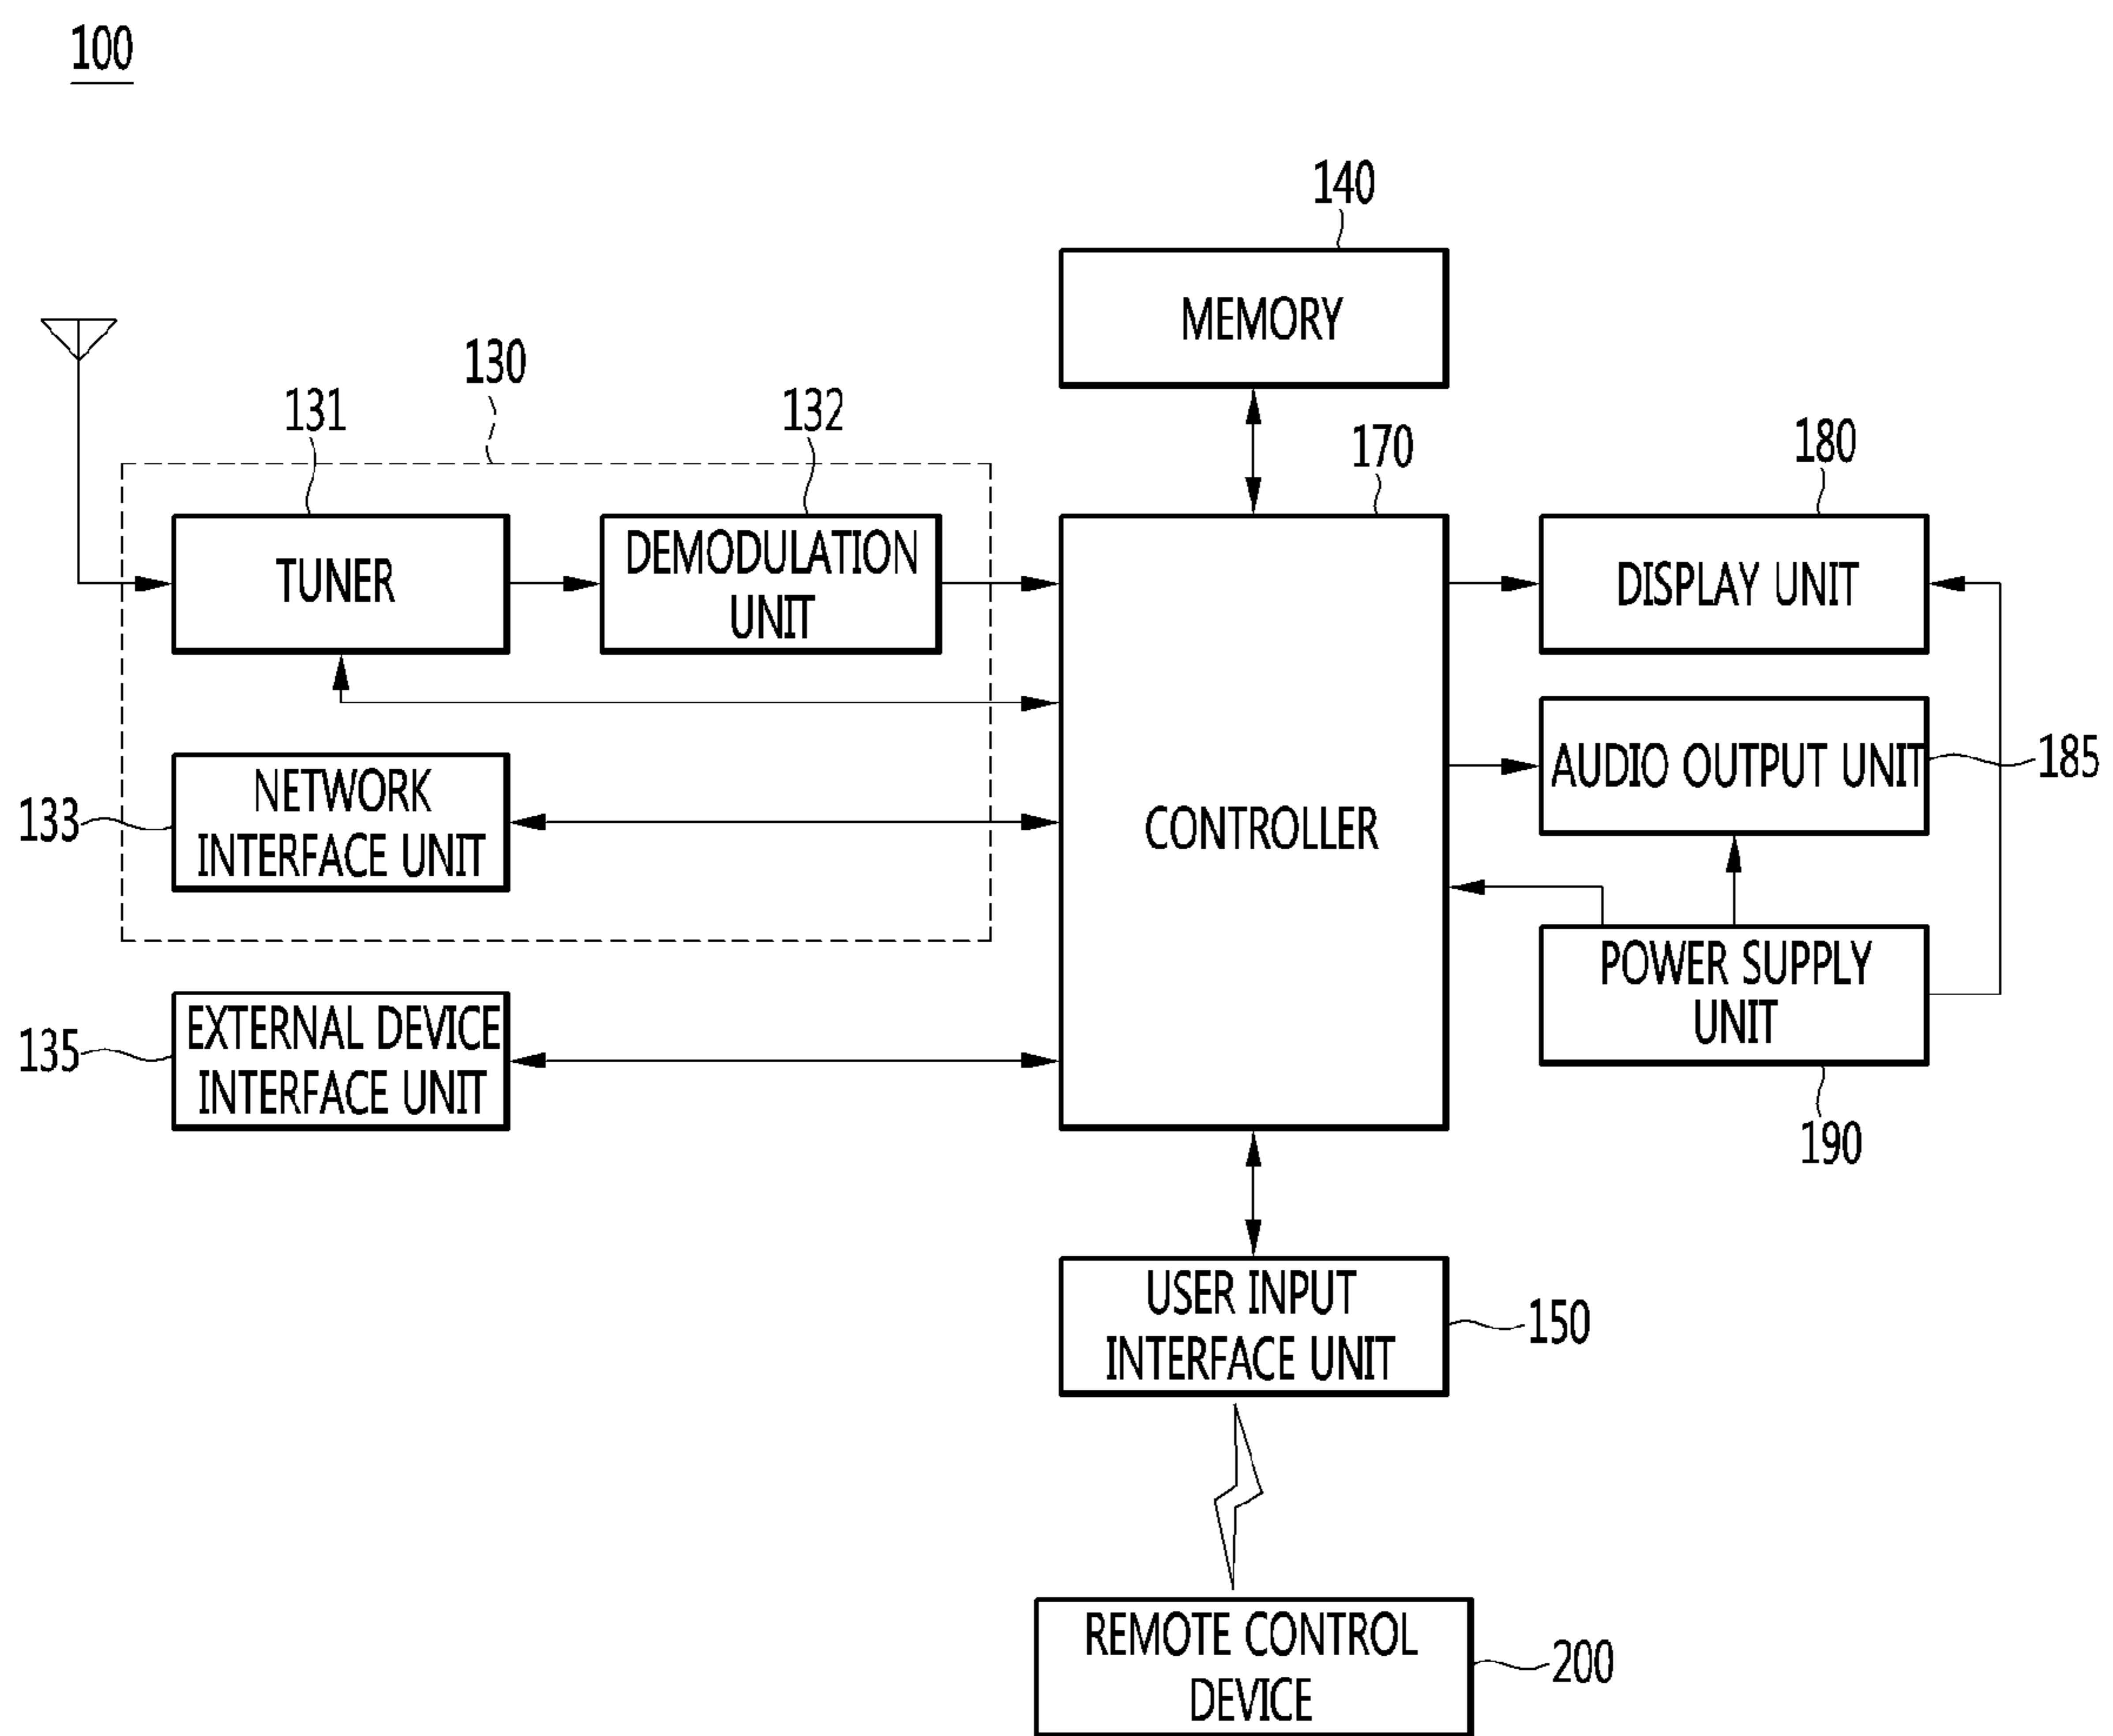 100
140
MEMORY
130
131
132
170
180
TUNER
DEMODULATION
UNIT
DISPLAY UNIT
133
NETWORK
INTERFACE UNIT
CONTROLLER
AUDIO OUTPUT UNIT
185
POWER SUPPLY
UNIT
190
135
EXTERNAL DEVICE
INTERFACE UNIT
USER INPUT
INTERFACE UNIT
150
REMOTE CONTROL
DEVICE
200